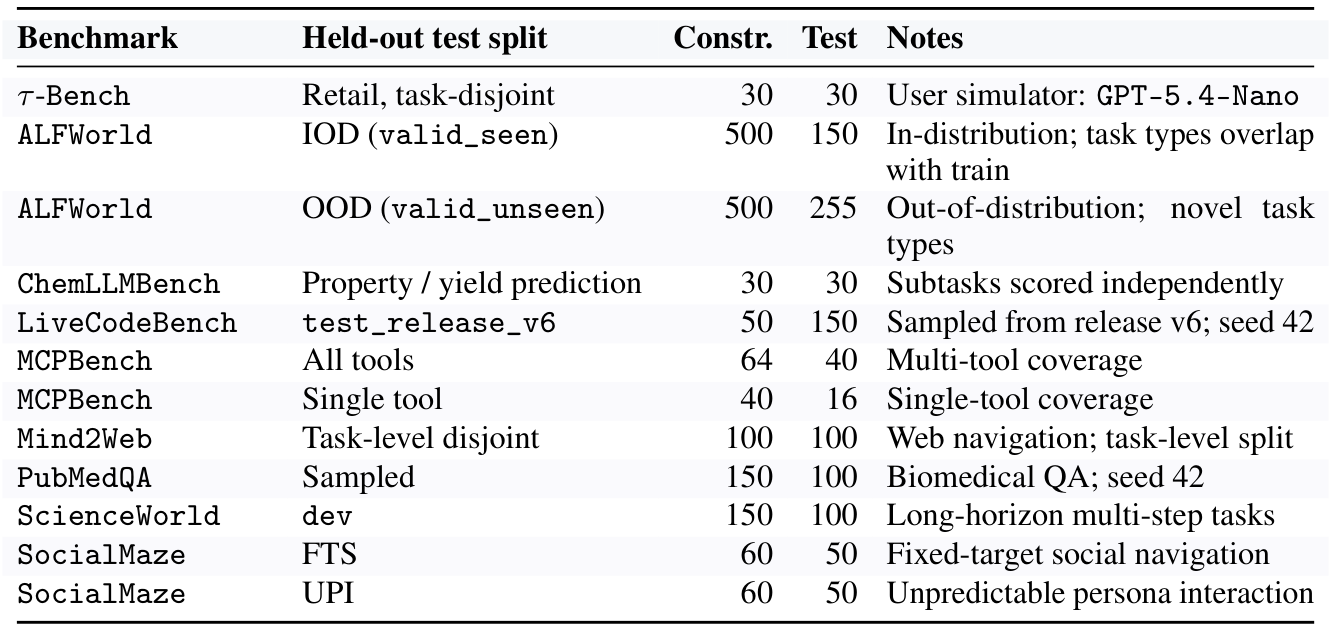 Benchmark Held-out test split Constr. Test Notes
τ-Bench Retail, task-disjoint 30 30 User simulator: GPT-5.4-Nano
ALFWorld IOD (valid_seen) 500 150 In-distribution; task types overlap
with train
ALFWorld OOD (valid_unseen) 500 255 Out-of-distribution; novel task
types
ChemLLMBench Property / yield prediction 30 30 Subtasks scored independently
LiveCodeBench test_release_v6 50 150 Sampled from release v6; seed 42
MCPBench All tools 64 40 Multi-tool coverage
MCPBench Single tool 40 16 Single-tool coverage
Mind2Web Task-level disjoint 100 100 Web navigation; task-level split
PubMedQA Sampled 150 100 Biomedical QA; seed 42
ScienceWorld dev 150 100 Long-horizon multi-step tasks
SocialMaze FTS 60 50 Fixed-target social navigation
SocialMaze UPI 60 50 Unpredictable persona interaction